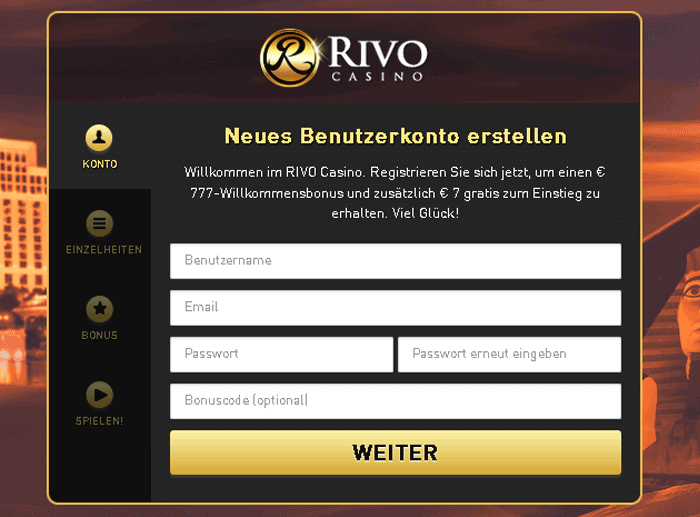 RIVO
CASINO
KONTO
EINZELHEITEN
BONUS
SPIELEN!
Neues Benutzerkonto erstellen
Willkommen im RIVO Casino. Registrieren Sie sich jetzt, um einen €
777-Willkommensbonus und zusätzlich € 7 gratis zum Einstieg zu
erhalten. Viel Glück!
Benutzername
Email
Passwort Passwort erneut eingeben
Bonuscode (optional)
WEITER